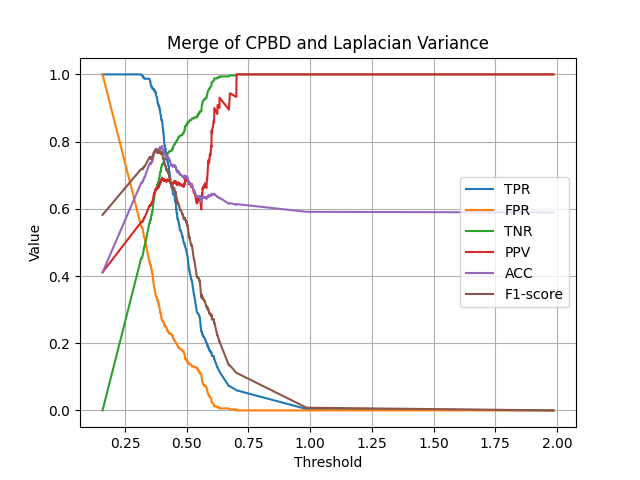 Merge of CPBD and Laplacian Variance
1.0
0.8
0.6
0.4
0.2
0.0
Value
TPR
FPR
TNR
PPV
ACC
F1-score
0.25 0.50 0.75 1.00 1.25 1.50 1.75 2.00
Threshold